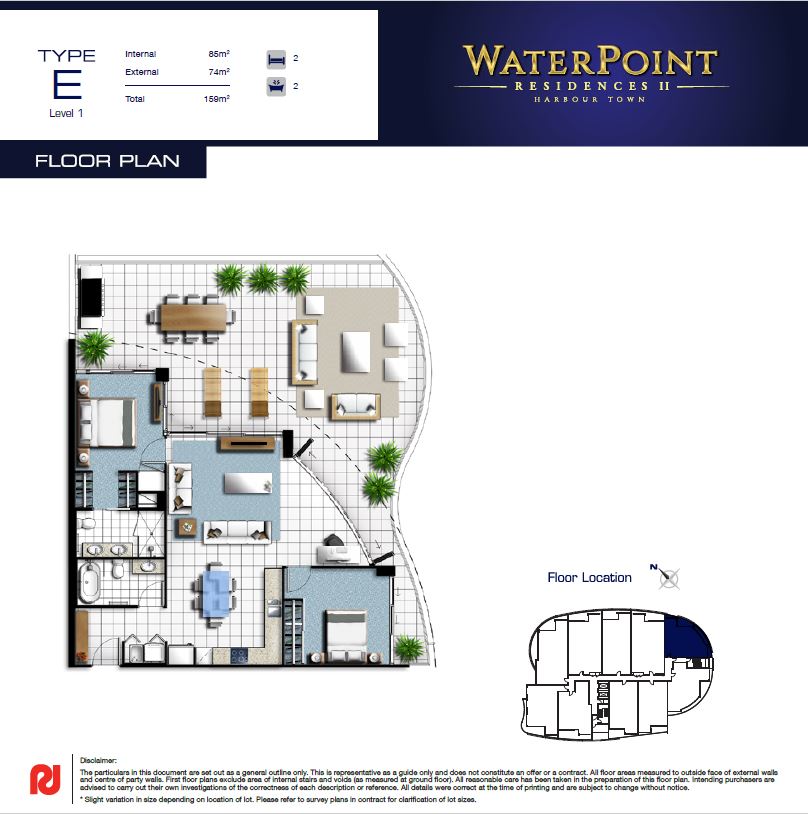 TYPE
E
Level 1
Internal 85m²
External 74m²
Total 159m²
2
2
WATERPOINT
RESIDENCES II
HARBOUR TOWN
FLOOR PLAN
Floor Location
N
Disclaimer:
The particulars in this document are set out as a general outline only. This is representative as a guide only and does not constitute an offer or a contract. All floor areas measured to outside face of external walls
and centre of party walls. First floor plans exclude area of internal stairs and voids (as measured at ground floor). All reasonable care has been taken in the preparation of this floor plan. Intending purchasers are
advised to carry out their own investigations of the correctness of each description or reference. All details were correct at the time of printing and are subject to change without notice.
* Slight variation in size depending on location of lot. Please refer to survey plans in contract for clarification of lot sizes.